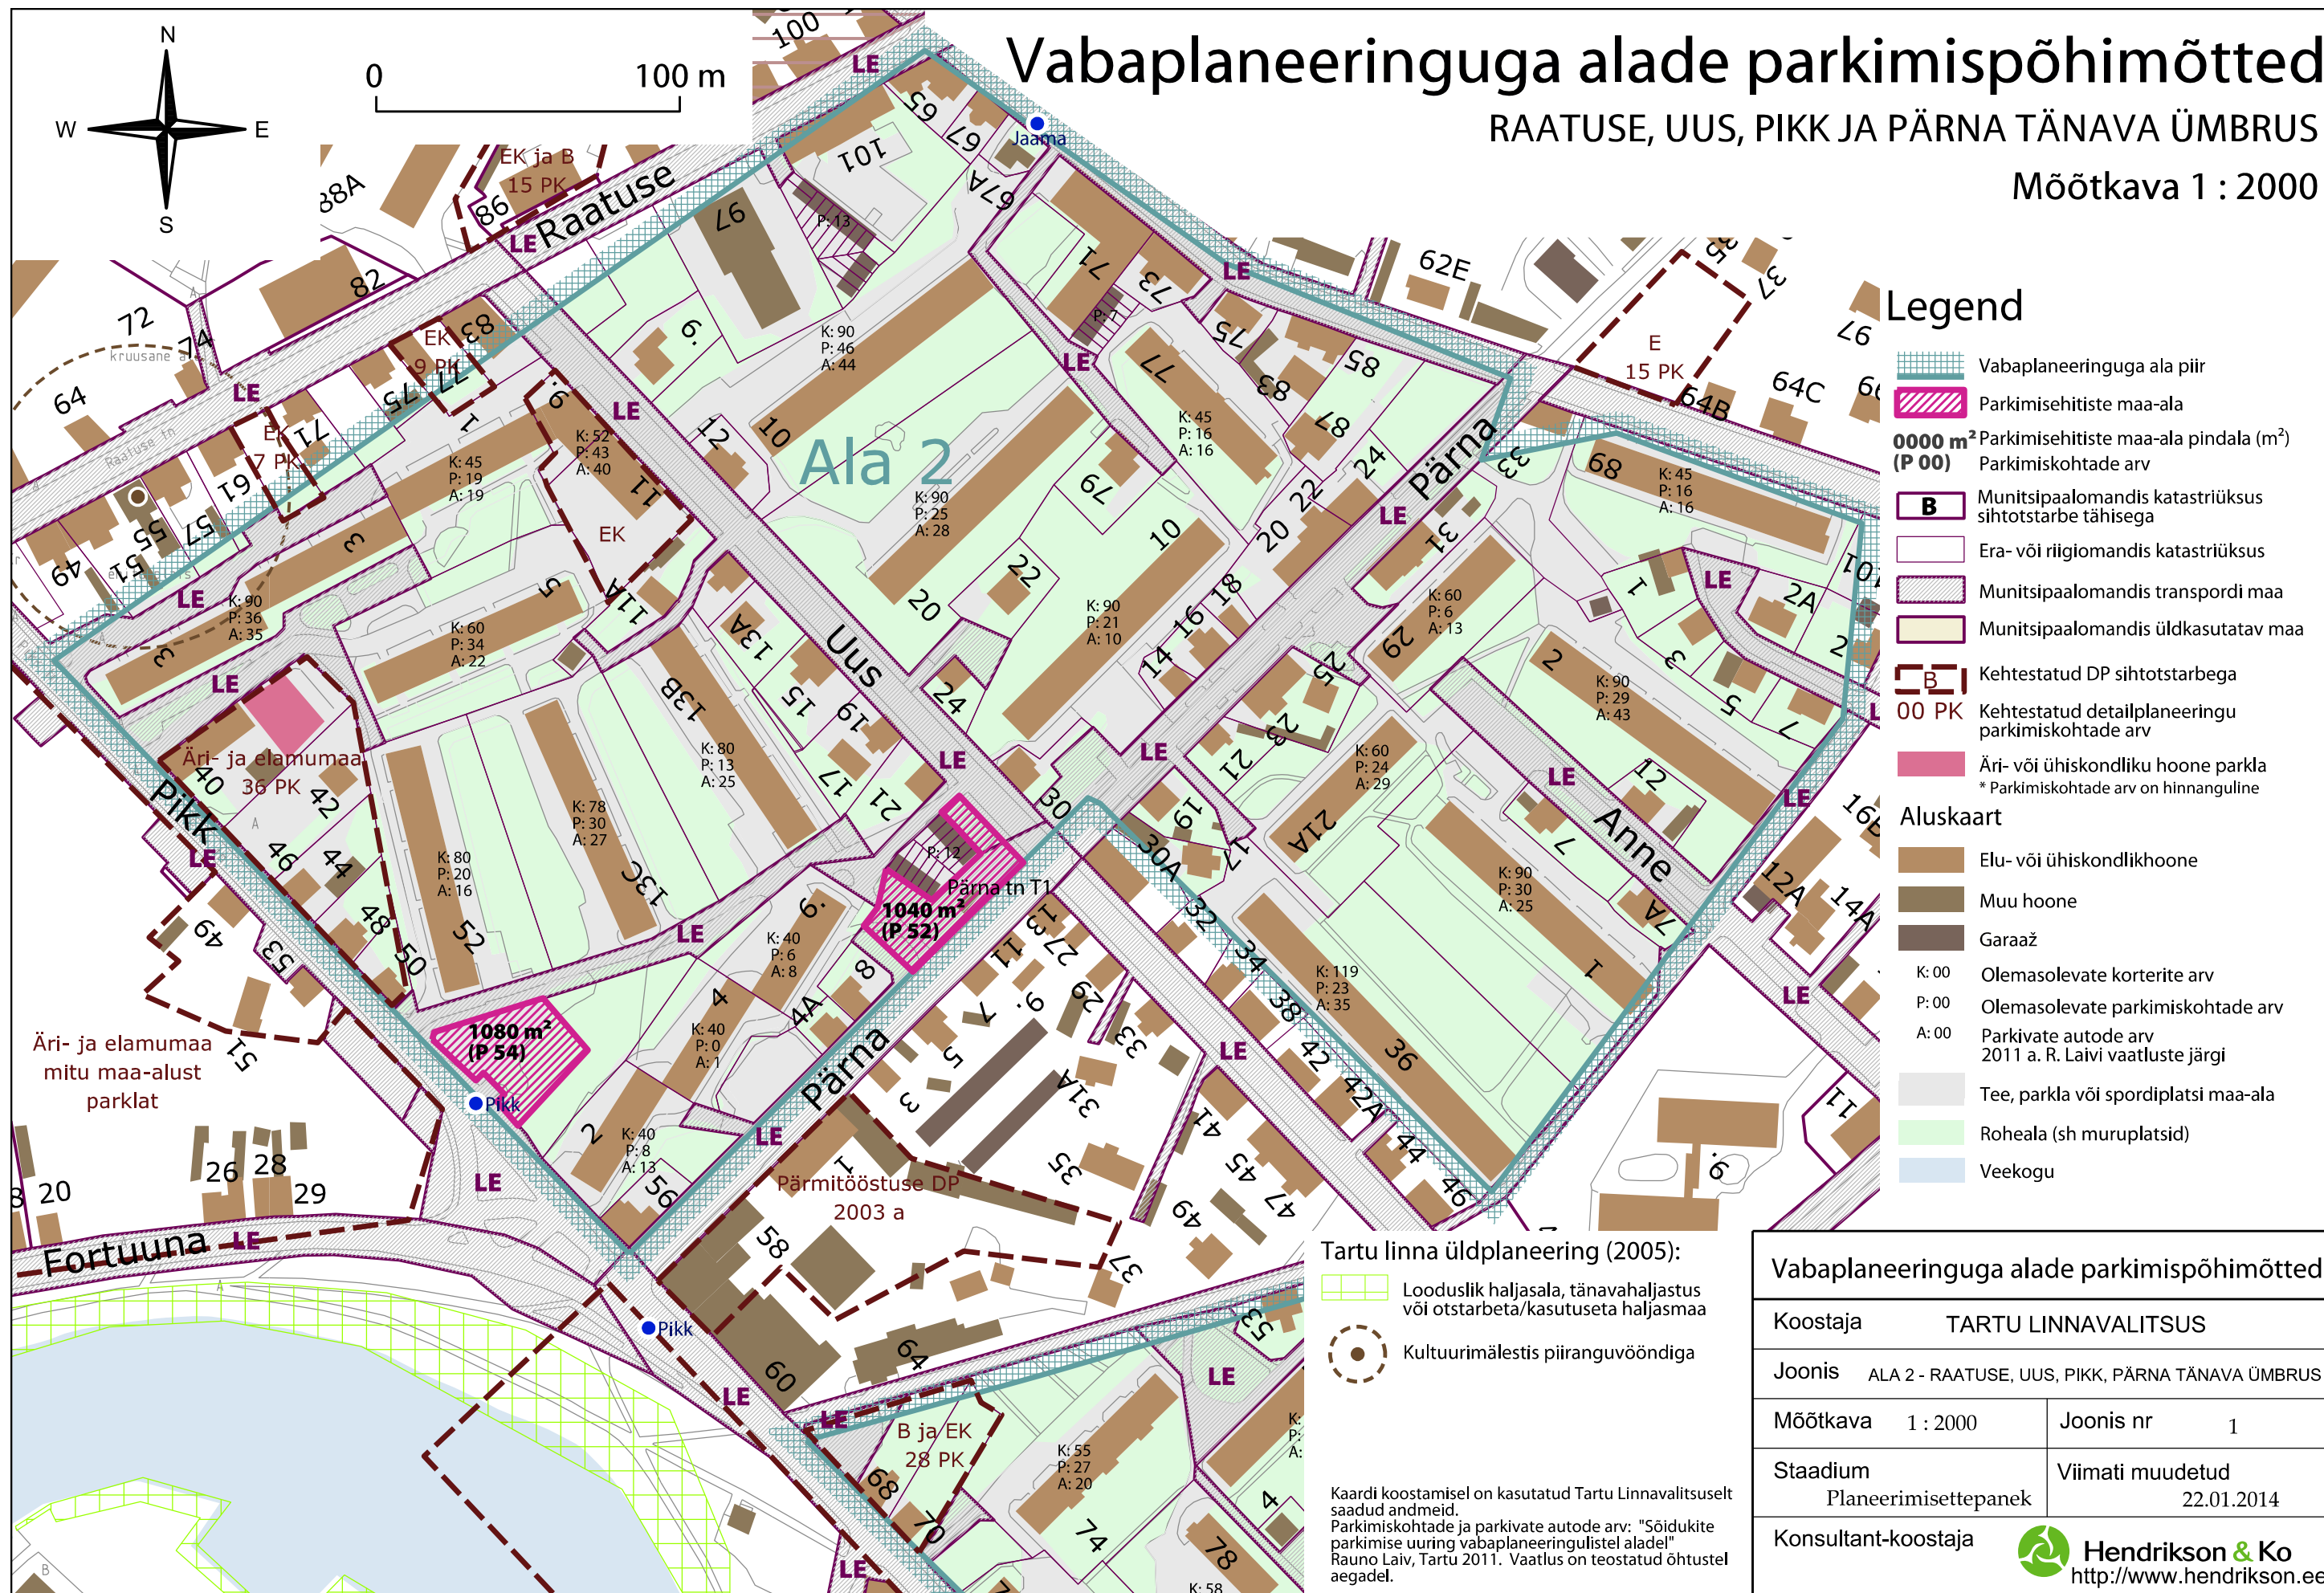 Vabaplaneeringuga alade parkimispõhimõtted
RAATUSE, UUS, PIKK JA PÄRNA TÄNAVA ÜMBRUS
Mõõtkava 1 : 2000
N
W
E
S
0
100 m
Legend
Vabaplaneeringuga ala piir
Parkimisehitiste maa-ala
0000 m²
(P 00)
Parkimisehitiste maa-ala pindala (m²)
Parkimiskohtade arv
B
Munitsipaalomandis katastriüksus
sihtotstarbe tähisega
Era- või riigiomandis katastriüksus
Munitsipaalomandis transpordi maa
Munitsipaalomandis üldkasutatav maa
B
Kehtestatud DP sihtotstarbega
00 PK
Kehtestatud detailplaneeringu
parkimiskohtade arv
Äri- või ühiskondliku hoone parkla
* Parkimiskohtade arv on hinnanguline
Aluskaart
Elu- või ühiskondlikhoone
Muu hoone
Garaaž
K: 00
Olemasolevate korterite arv
P: 00
Olemasolevate parkimiskohtade arv
A: 00
Parkivate autode arv
2011 a. R. Laivi vaatluste järgi
Tee, parkla või spordiplatsi maa-ala
Roheala (sh muruplatsid)
Veekogu
Ala 2
Raatuse
Raatuse tn
Uus
Pikk
Pärna
Pärna
Anne
Fortuuna
Jaama
Pikk
Pikk
EK ja B
15 PK
EK
9 PK
EK
7 PK
EK
E
15 PK
Äri- ja elamumaa
36 PK
Äri- ja elamumaa
mitu maa-alust
parklat
Pärmitööstuse DP
2003 a
B ja EK
28 PK
1080 m²
(P 54)
Pärna tn T1
1040 m²
(P 52)
P: 13
P: 7
P: 12
K: 90
P: 46
A: 44
K: 52
P: 43
A: 40
K: 45
P: 19
A: 19
K: 45
P: 16
A: 16
K: 45
P: 16
A: 16
K: 90
P: 25
A: 28
K: 90
P: 36
A: 35
K: 60
P: 34
A: 22
K: 90
P: 21
A: 10
K: 60
P: 6
A: 13
K: 90
P: 29
A: 43
K: 80
P: 13
A: 25
K: 60
P: 24
A: 29
K: 78
P: 30
A: 27
K: 80
P: 20
A: 16
K: 90
P: 30
A: 25
K: 40
P: 6
A: 8
K: 119
P: 23
A: 35
K: 40
P: 0
A: 1
K: 40
P: 8
A: 13
K: 55
P: 27
A: 20
K: 58
Tartu linna üldplaneering (2005):
Looduslik haljasala, tänavahaljastus
või otstarbeta/kasutuseta haljasmaa
Kultuurimälestis piiranguvööndiga
Kaardi koostamisel on kasutatud Tartu Linnavalitsuselt
saadud andmeid.
Parkimiskohtade ja parkivate autode arv: "Sõidukite
parkimise uuring vabaplaneeringulistel aladel"
Rauno Laiv, Tartu 2011. Vaatlus on teostatud õhtustel
aegadel.
Vabaplaneeringuga alade parkimispõhimõtted
Koostaja
TARTU LINNAVALITSUS
Joonis
ALA 2 - RAATUSE, UUS, PIKK, PÄRNA TÄNAVA ÜMBRUS
Mõõtkava
1 : 2000
Joonis nr
1
Staadium
Planeerimisettepanek
Viimati muudetud
22.01.2014
Konsultant-koostaja
Hendrikson & Ko
http://www.hendrikson.ee